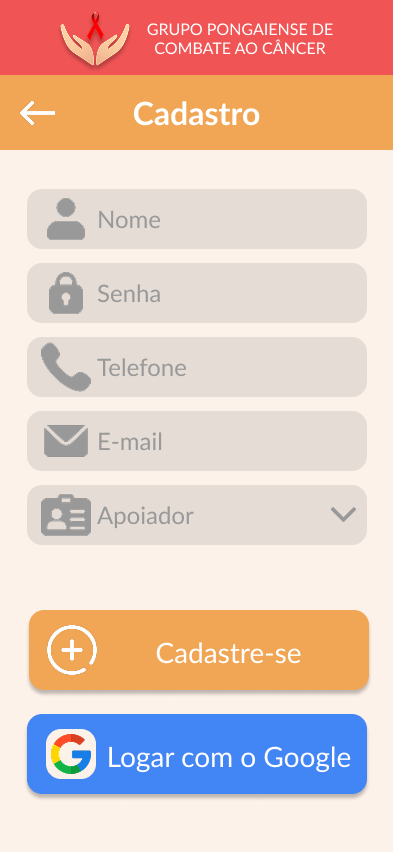 GRUPO PONGAIENSE DE
COMBATE AO CÂNCER
Cadastro
Nome
Senha
Telefone
E-mail
Apoiador
Cadastre-se
Logar com o Google